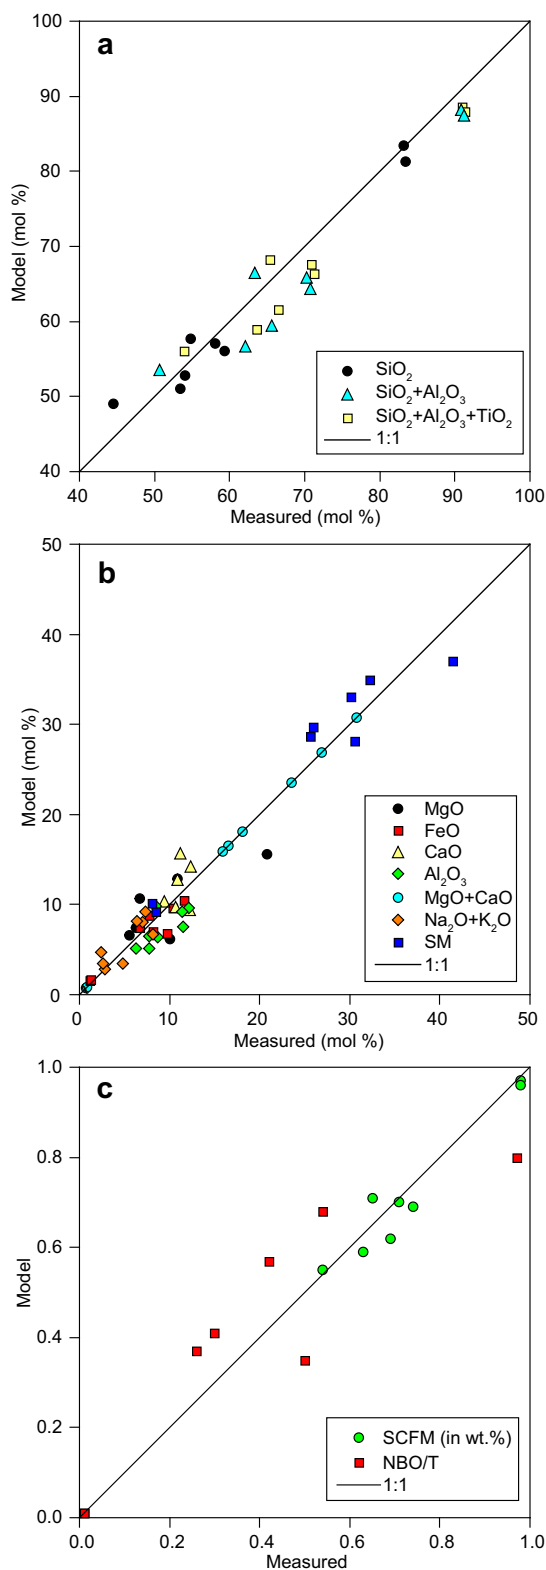 100
a
90
80
70
60
50
40
Model (mol %)
SiO₂
SiO₂+Al₂O₃
SiO₂+Al₂O₃+TiO₂
1:1
40 50 60 70 80 90 100
Measured (mol %)
50
b
40
30
20
10
0
Model (mol %)
MgO
FeO
CaO
Al₂O₃
MgO+CaO
Na₂O+K₂O
SM
1:1
0 10 20 30 40 50
Measured (mol %)
1.0
c
0.8
0.6
0.4
0.2
0.0
Model
SCFM (in wt.%)
NBO/T
1:1
0.0 0.2 0.4 0.6 0.8 1.0
Measured